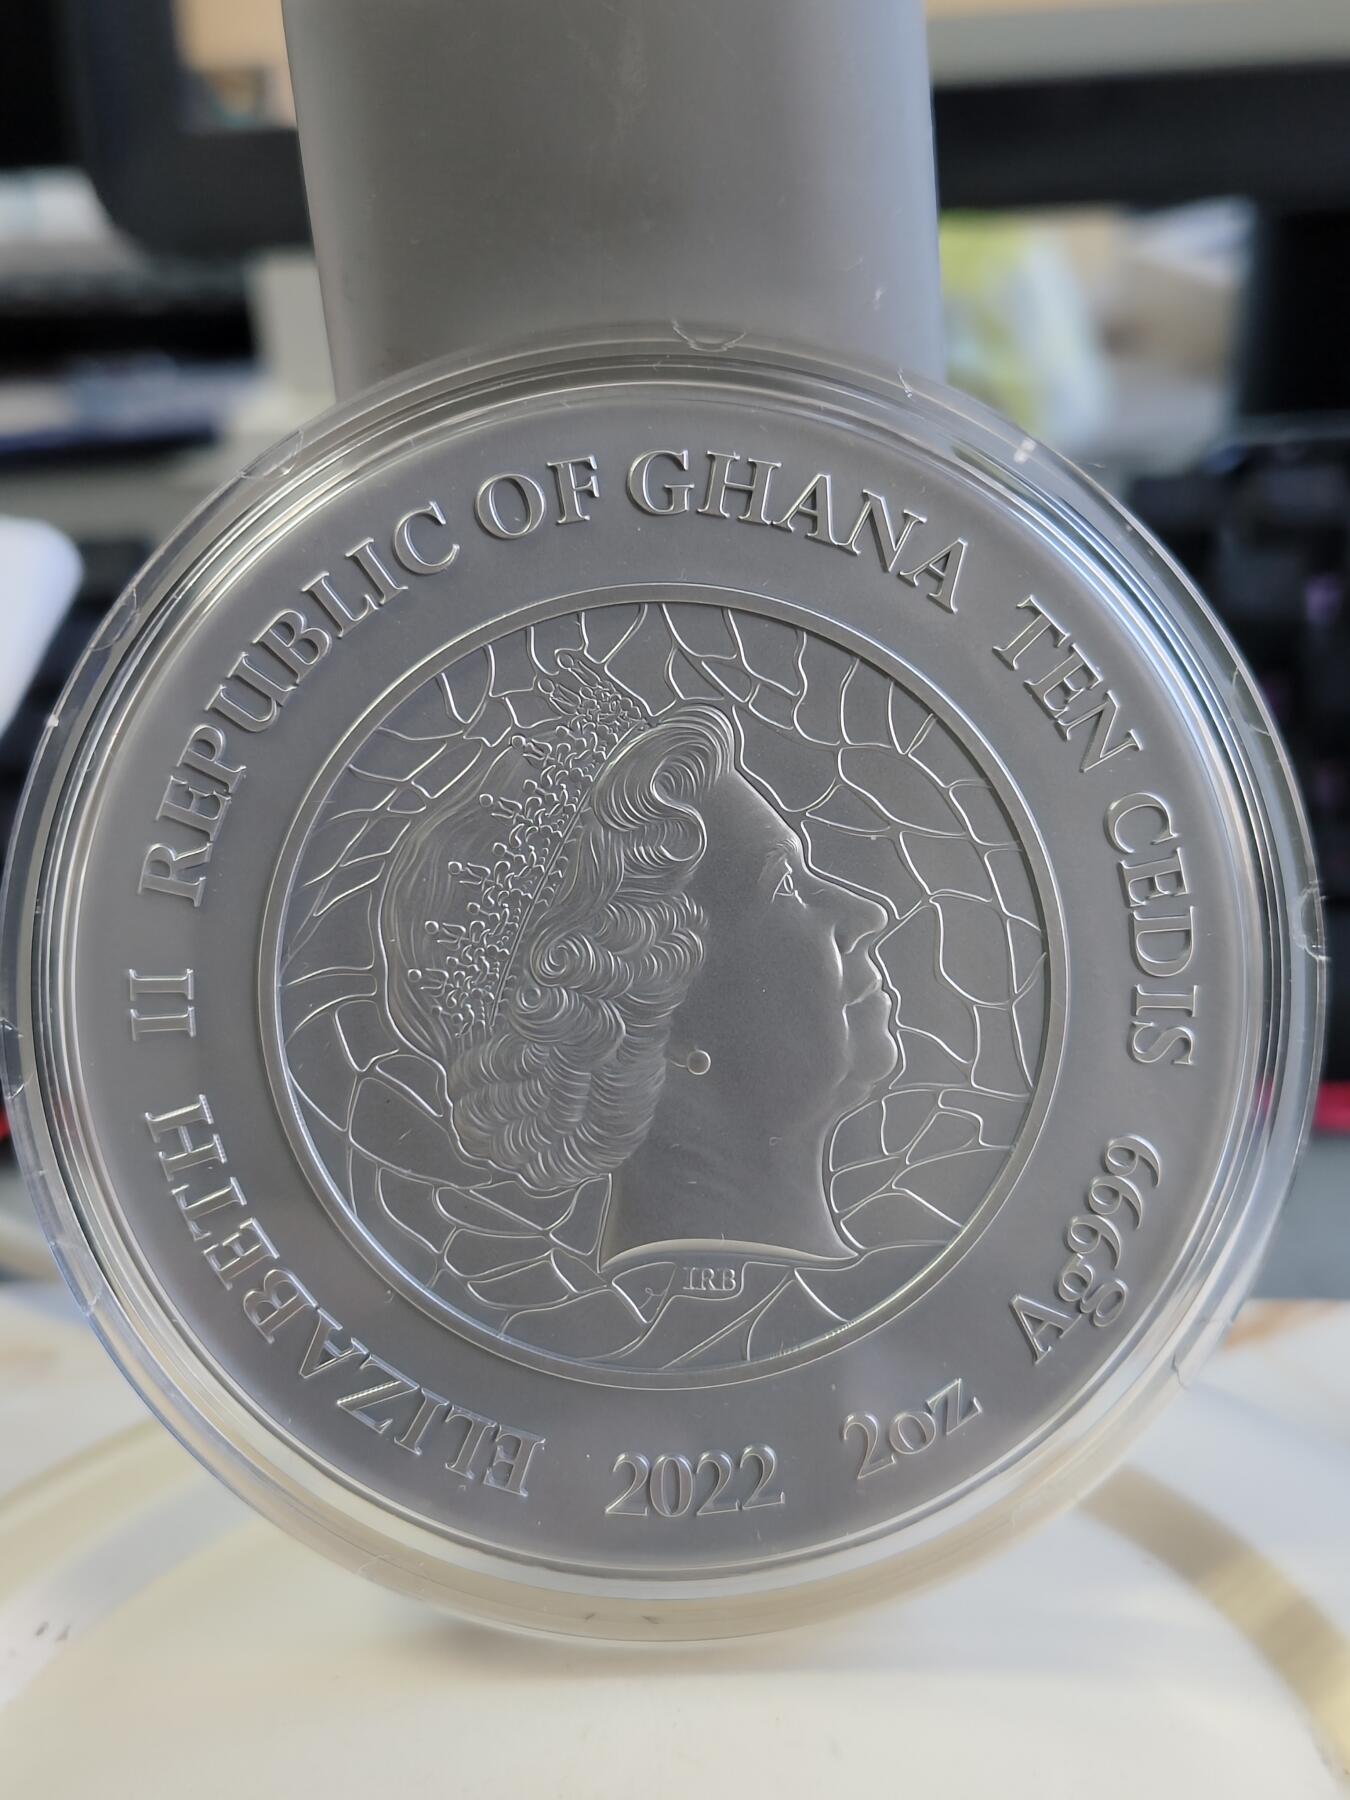 ELIZABETH II REPUBLIC OF GHANA TEN CEDIS
Ag999
2oz
2022
IRB